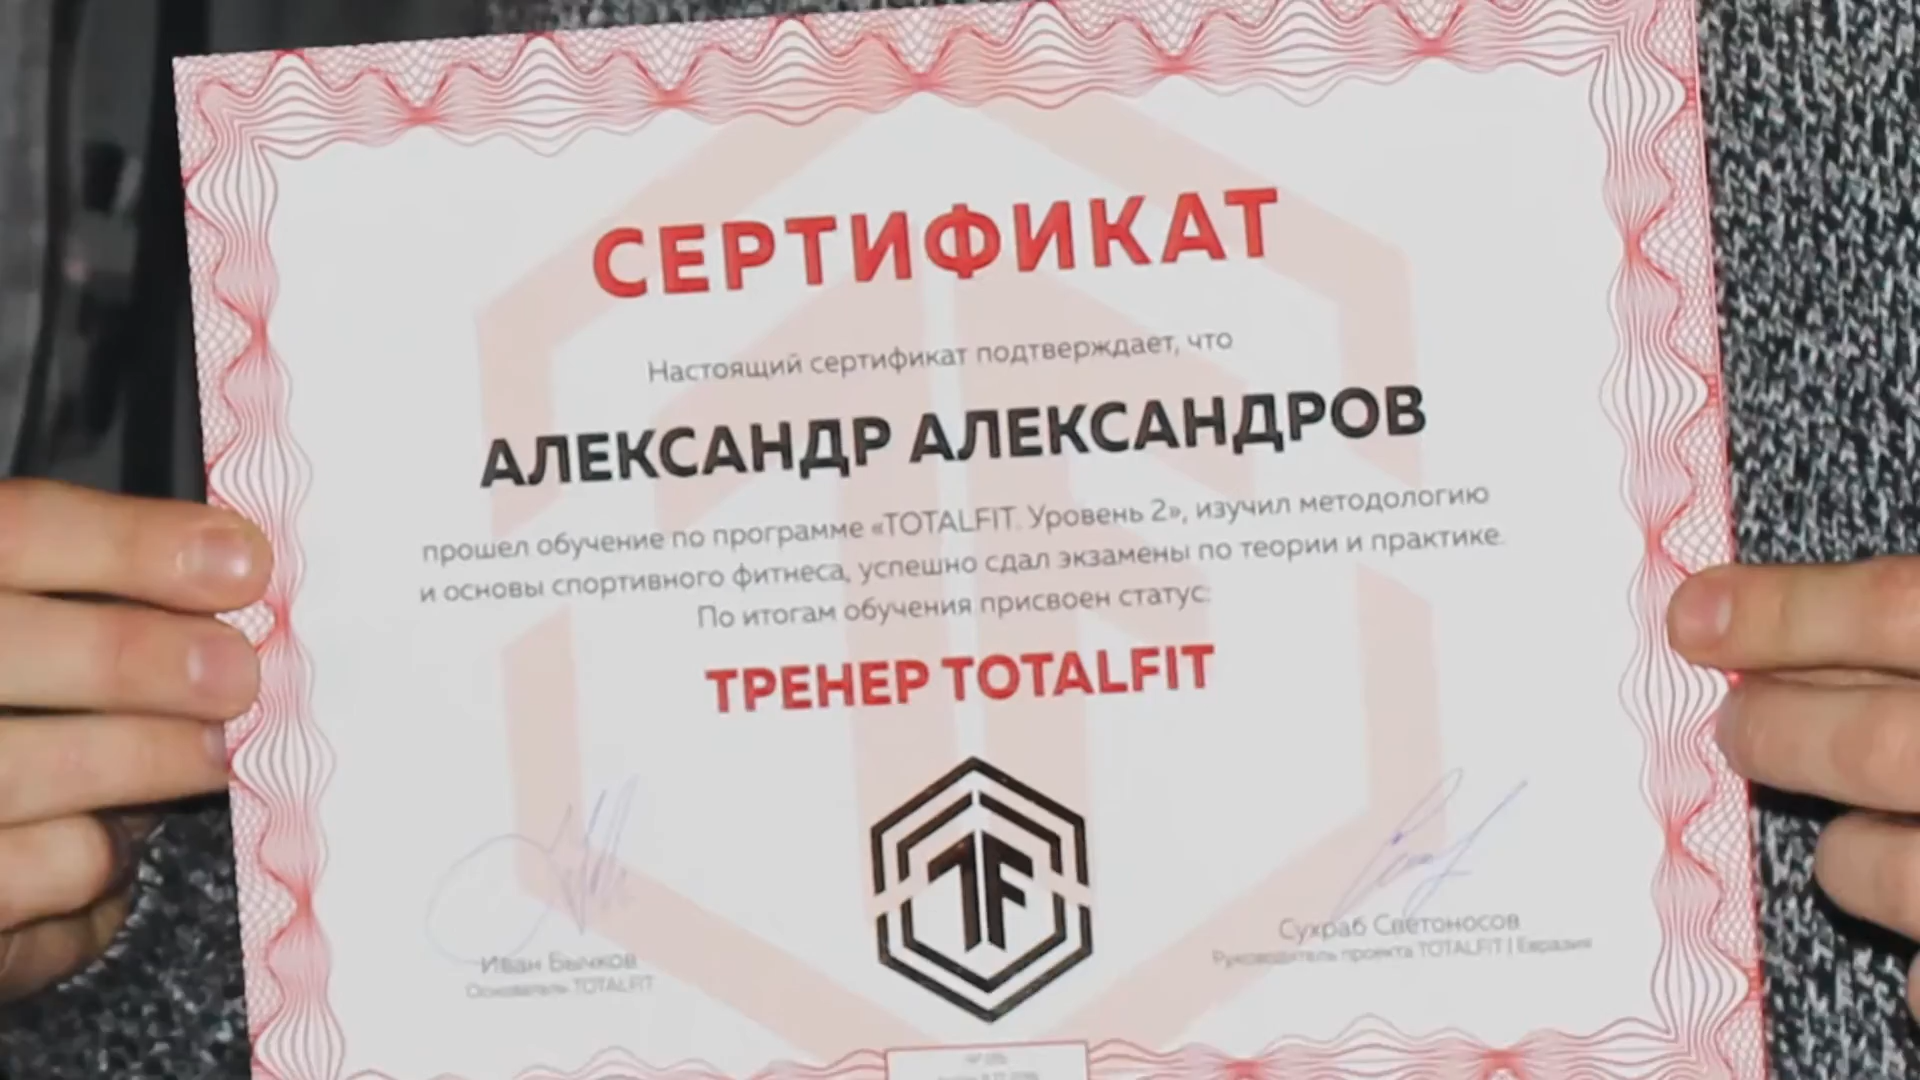 СЕРТИФИКАТ
Настоящий сертификат подтверждает, что
АЛЕКСАНДР АЛЕКСАНДРОВ
прошел обучение по программе «TOTALFIT. Уровень 2», изучил методологию
и основы спортивного фитнеса, успешно сдал экзамены по теории и практике.
По итогам обучения присвоен статус:
ТРЕНЕР TOTALFIT
TF
Иван Бычков
Основатель TOTALFIT
Сухраб Светоносов
Руководитель проекта TOTALFIT | Евразия